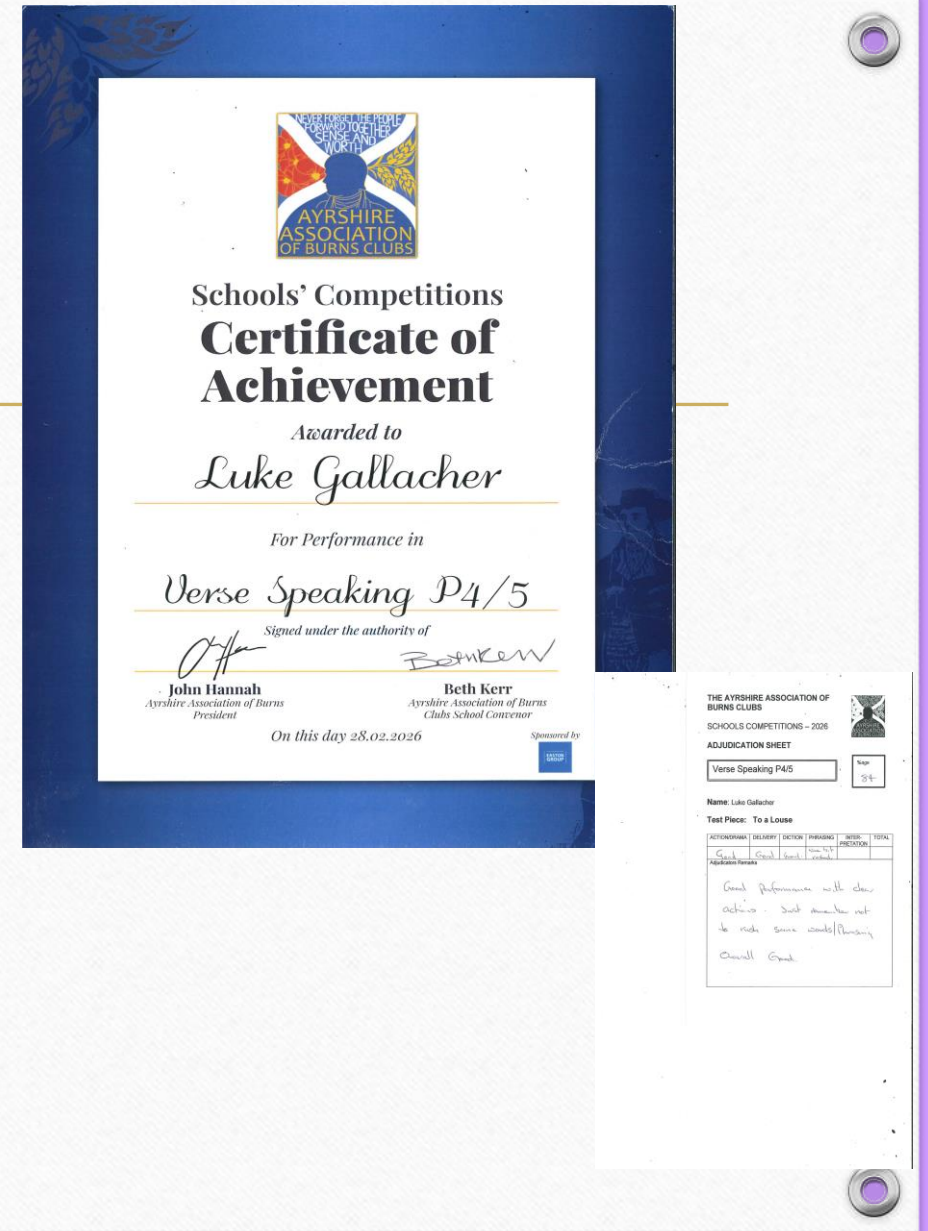 NEVER FORGET THE PEOPLE
FORWARD TOGETHER
SENSE AND
WORTH
AYRSHIRE
ASSOCIATION
OF BURNS CLUBS
Schools' Competitions
Certificate of
Achievement
Awarded to
Luke Gallacher
For Performance in
Verse Speaking P4/5
Signed under the authority of
Beth Kerr
John Hannah
Beth Kerr
Ayrshire Association of Burns
President
Ayrshire Association of Burns
Clubs School Convenor
On this day 28.02.2026
Sponsored by
EASTON
GROUP
THE AYRSHIRE ASSOCIATION OF
BURNS CLUBS
SCHOOLS COMPETITIONS – 2026
ADJUDICATION SHEET
Verse Speaking P4/5
84
Name: Luke Gallacher
Test Piece: To a Louse
ACTION/DRAMA DELIVERY DICTION PHRASING INTER- TOTAL
PRETATION
Good Good Good
Adjudication Remarks
Good performance with clear
actions. Just remember not
to rush some words/Phrasing
Overall Good